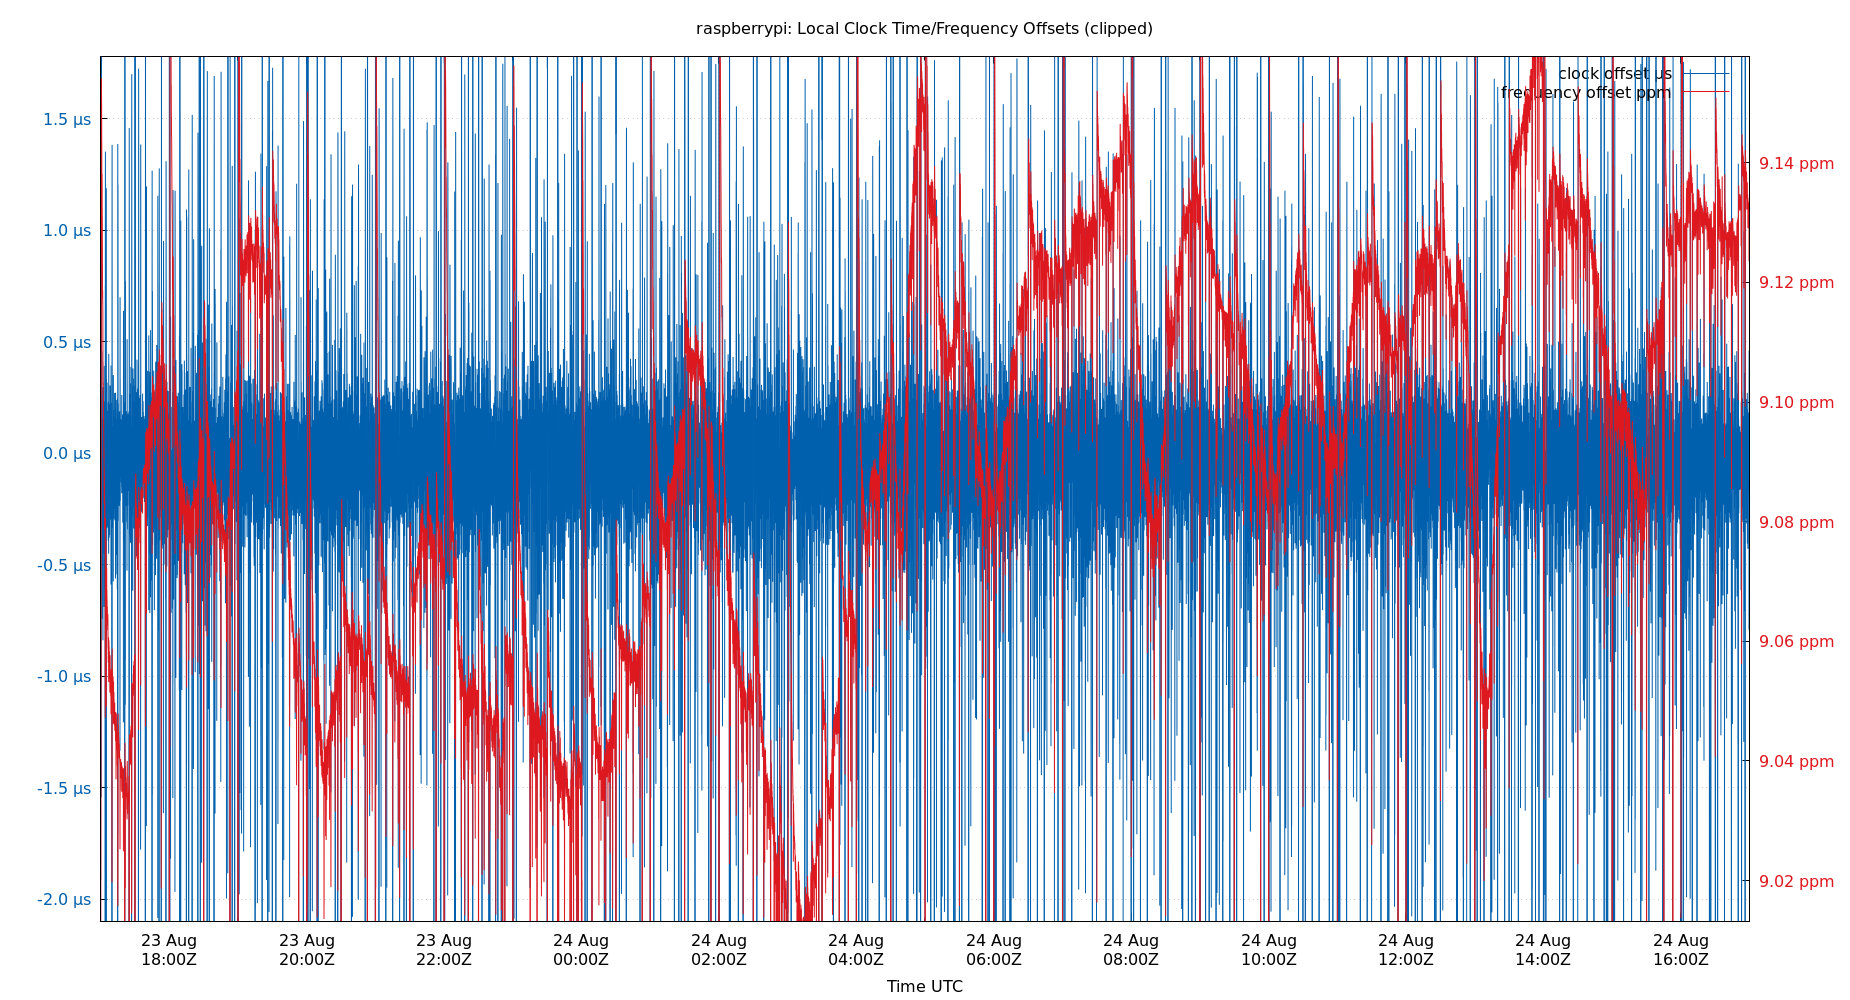 raspberrypi: Local Clock Time/Frequency Offsets (clipped)
clock offset µs
frequency offset ppm
1.5 µs
1.0 µs
0.5 µs
0.0 µs
-0.5 µs
-1.0 µs
-1.5 µs
-2.0 µs
9.14 ppm
9.12 ppm
9.10 ppm
9.08 ppm
9.06 ppm
9.04 ppm
9.02 ppm
23 Aug 23 Aug 23 Aug 24 Aug 24 Aug 24 Aug 24 Aug 24 Aug 24 Aug 24 Aug 24 Aug 24 Aug
18:00Z 20:00Z 22:00Z 00:00Z 02:00Z 04:00Z 06:00Z 08:00Z 10:00Z 12:00Z 14:00Z 16:00Z
Time UTC